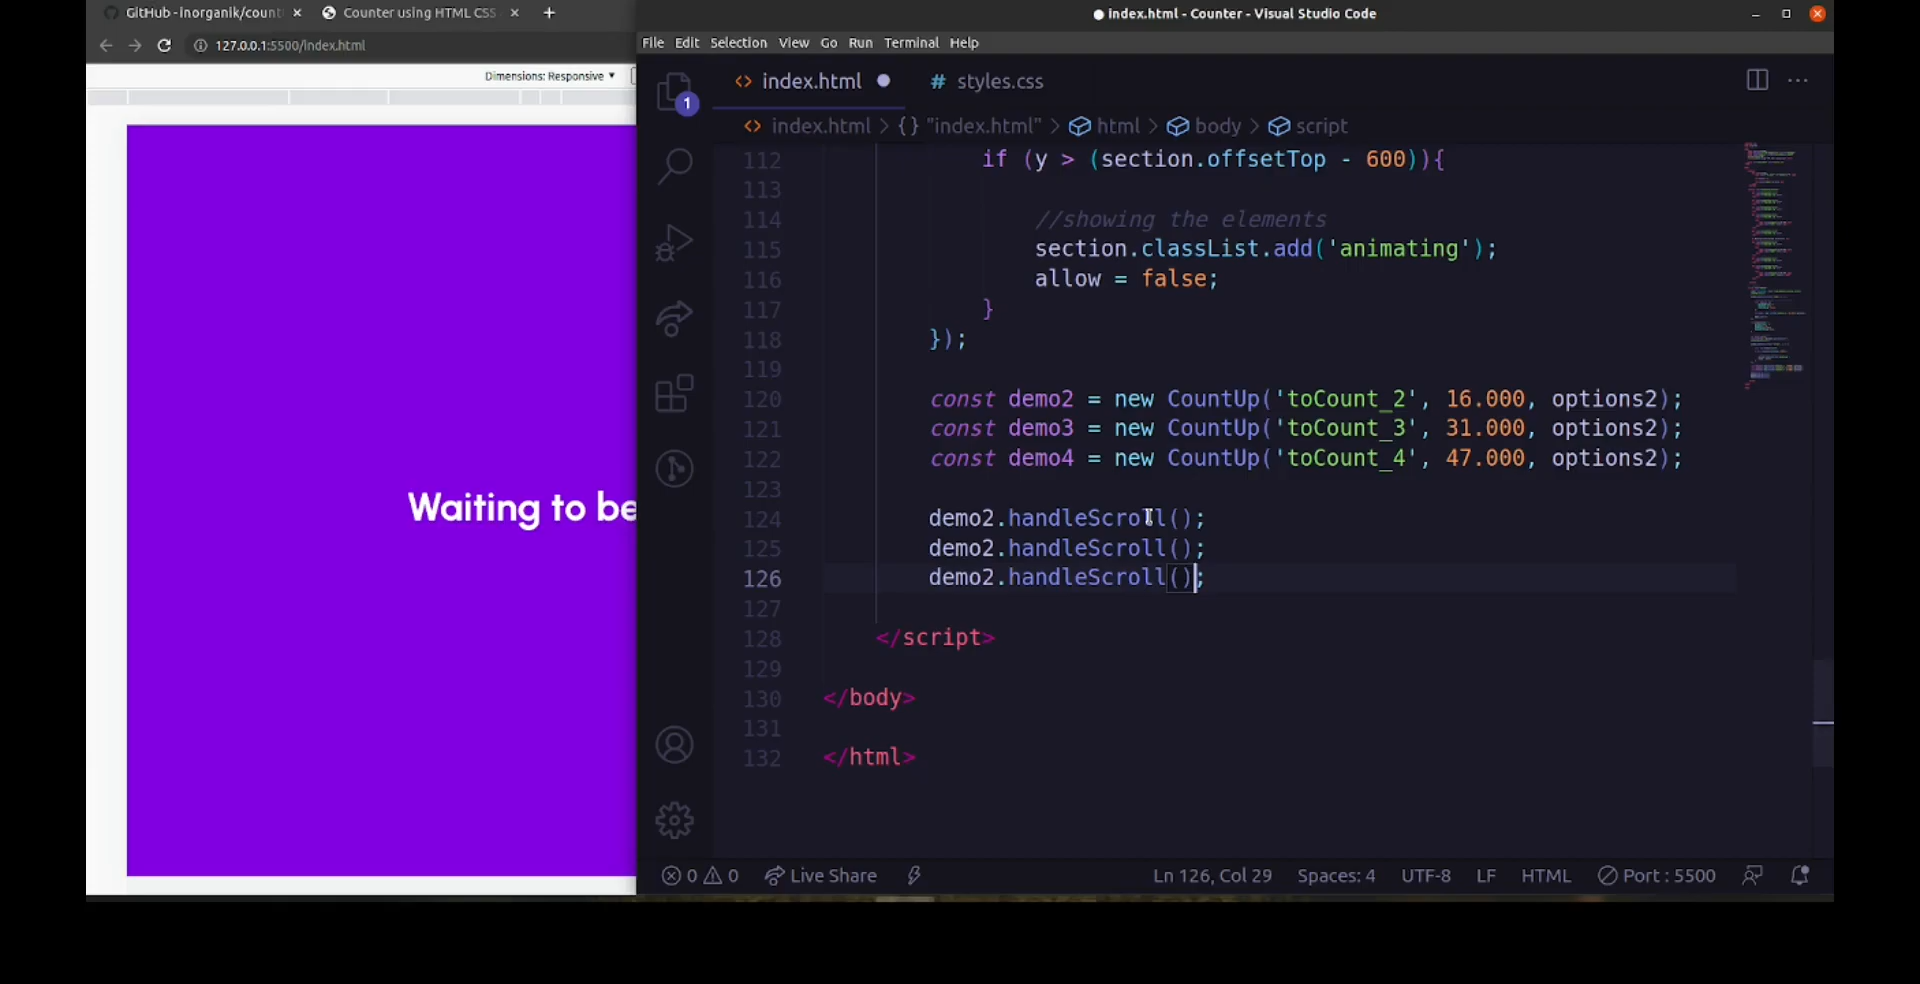 GitHub - inorganik/count
Counter using HTML CSS
127.0.0.1:5500/index.html
Dimensions: Responsive
Waiting to be
index.html - Counter - Visual Studio Code
File Edit Selection View Go Run Terminal Help
1
index.html
# styles.css
index.html > {} "index.html" > html > body > script
112 if (y > (section.offsetTop - 600)){
113
114 //showing the elements
115 section.classList.add('animating');
116 allow = false;
117 }
118 });
119
120 const demo2 = new CountUp('toCount_2', 16.000, options2);
121 const demo3 = new CountUp('toCount_3', 31.000, options2);
122 const demo4 = new CountUp('toCount_4', 47.000, options2);
123
124 demo2.handleScroll();
125 demo2.handleScroll();
126 demo2.handleScroll();
127
128 </script>
129
130 </body>
131
132 </html>
0 0 Live Share Ln 126, Col 29 Spaces: 4 UTF-8 LF HTML Port : 5500